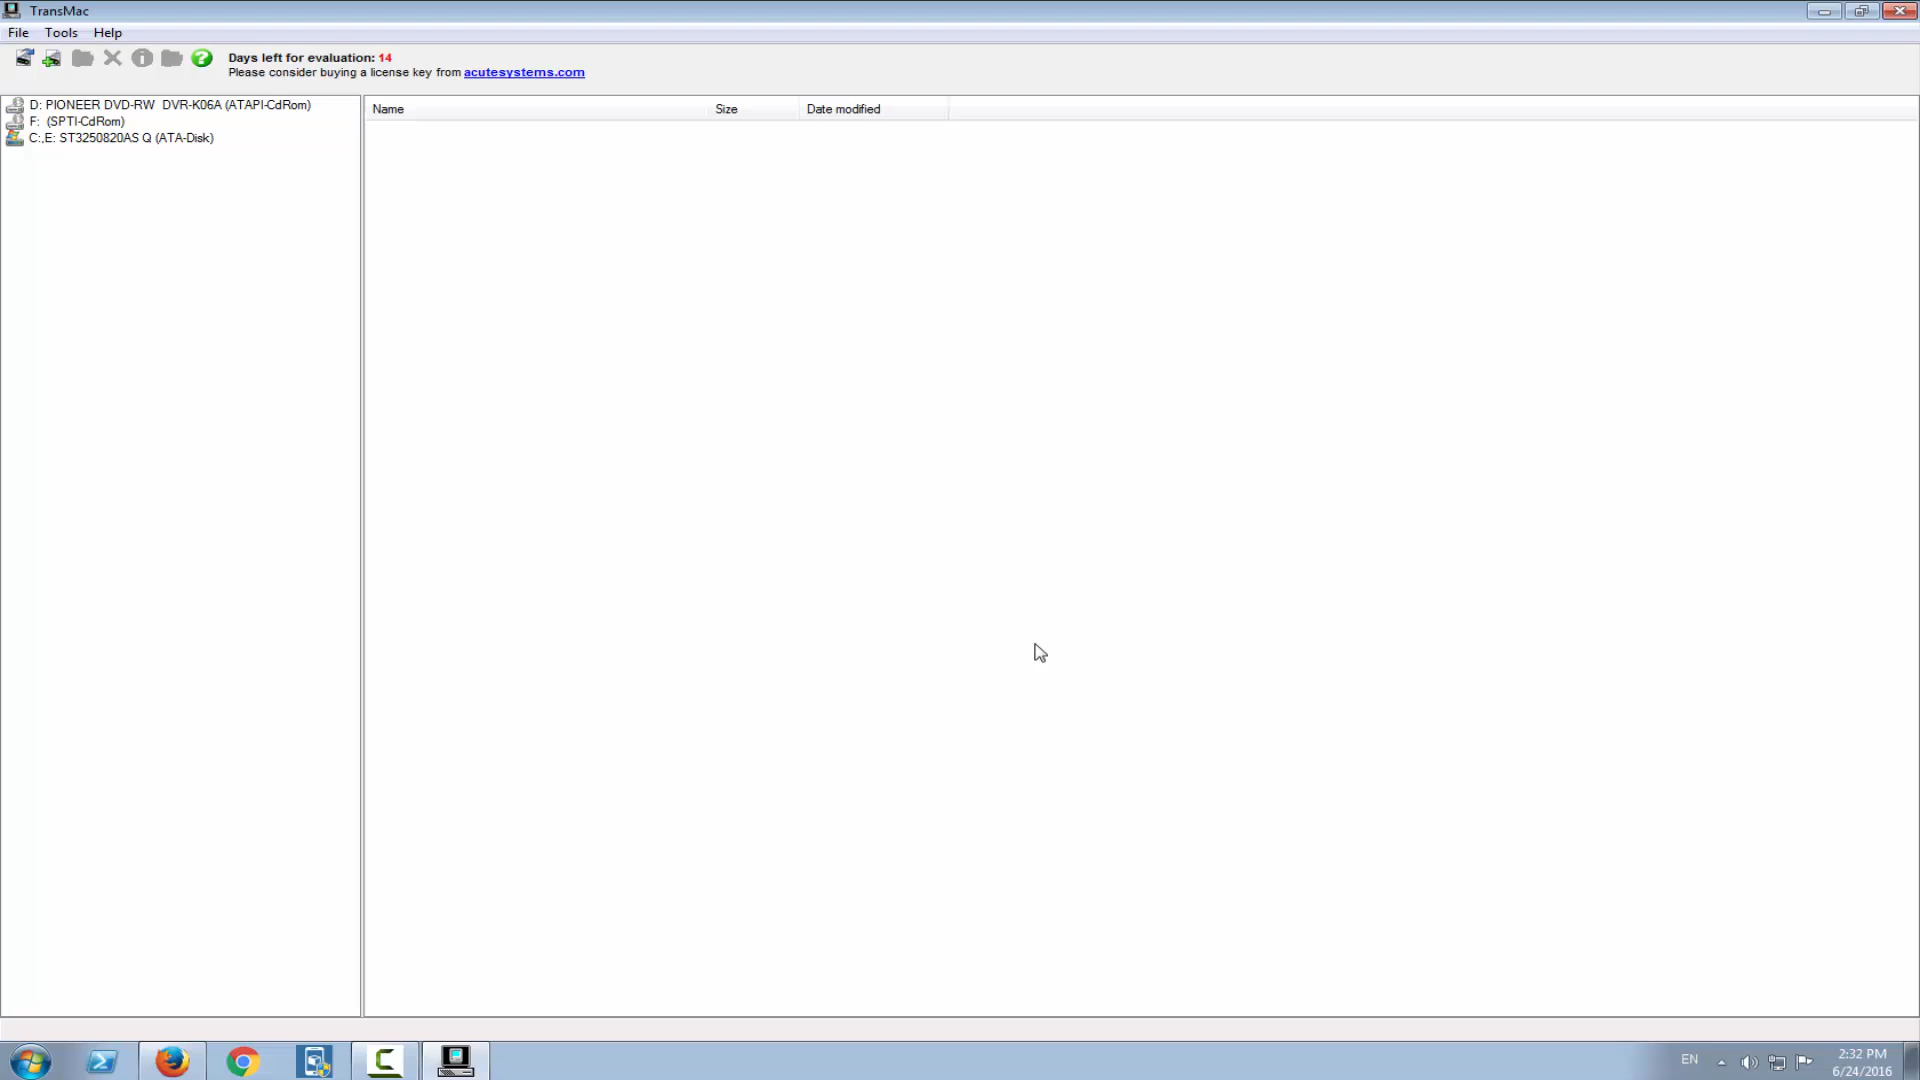 TransMac
File Tools Help
Days left for evaluation: 14
Please consider buying a license key from acutesystems.com
D: PIONEER DVD-RW  DVR-K06A (ATAPI-CdRom)
F:  (SPTI-CdRom)
C:,E: ST3250820AS Q (ATA-Disk)
Name Size Date modified
EN
2:32 PM
6/24/2016